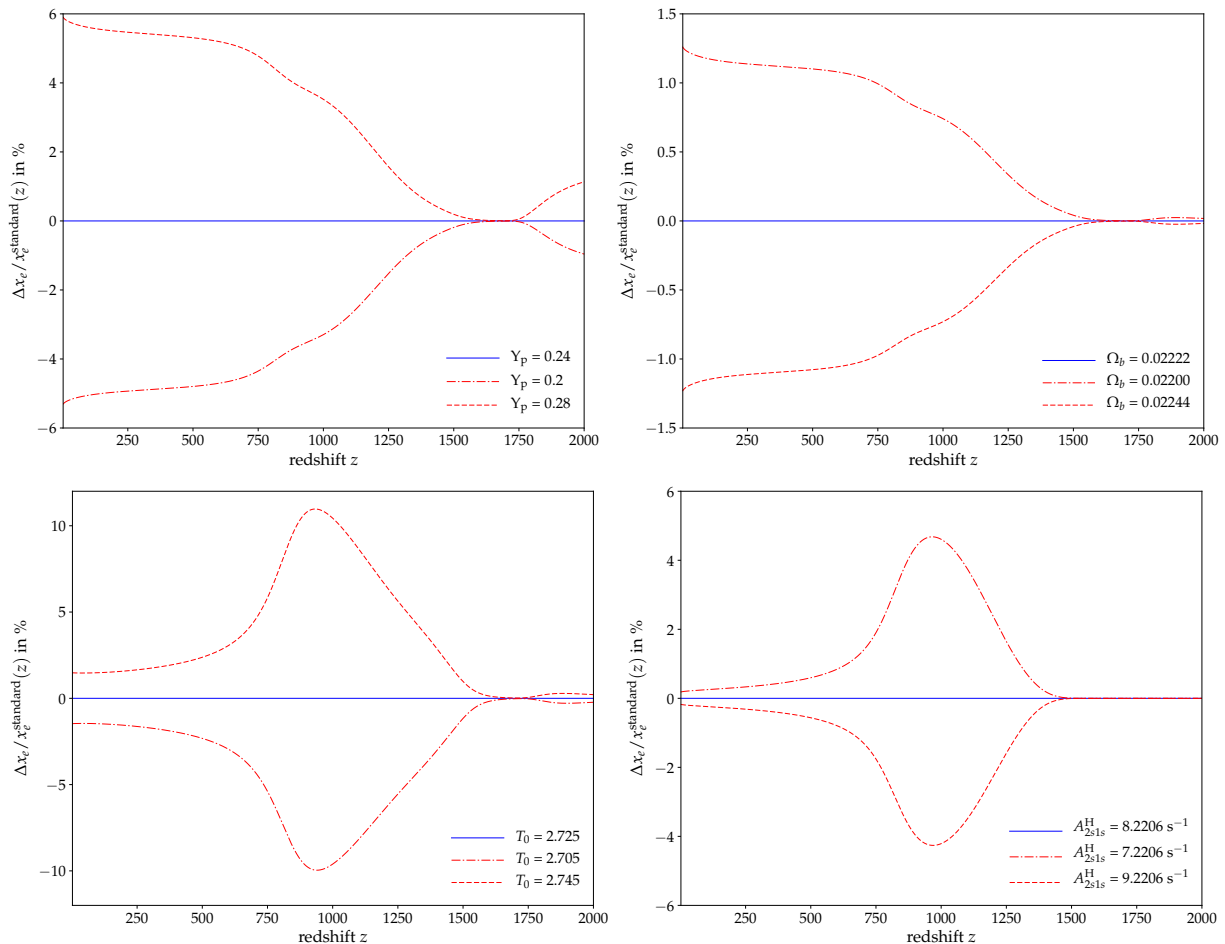 6
4
2
0
−2
−4
−6
250 500 750 1000 1250 1500 1750 2000
redshift z
Δx_e / x_e^standard (z) in %
Y_p = 0.24
Y_p = 0.2
Y_p = 0.28
1.5
1.0
0.5
0.0
−0.5
−1.0
−1.5
250 500 750 1000 1250 1500 1750 2000
redshift z
Δx_e / x_e^standard (z) in %
Ω_b = 0.02222
Ω_b = 0.02200
Ω_b = 0.02244
10
5
0
−5
−10
250 500 750 1000 1250 1500 1750 2000
redshift z
Δx_e / x_e^standard (z) in %
T_0 = 2.725
T_0 = 2.705
T_0 = 2.745
6
4
2
0
−2
−4
−6
250 500 750 1000 1250 1500 1750 2000
redshift z
Δx_e / x_e^standard (z) in %
A_2s1s^H = 8.2206 s⁻¹
A_2s1s^H = 7.2206 s⁻¹
A_2s1s^H = 9.2206 s⁻¹